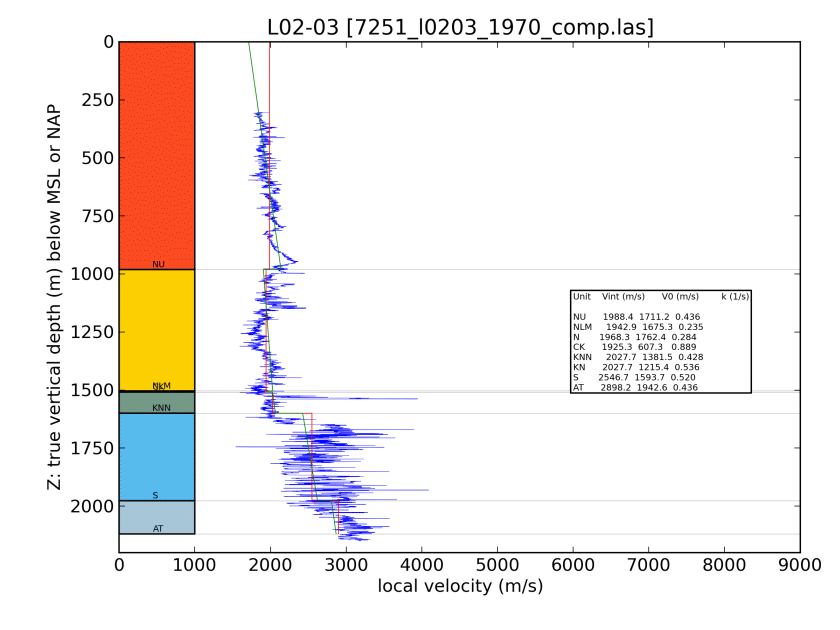 L02-03 [7251_l0203_1970_comp.las]
Z: true vertical depth (m) below MSL or NAP
0
250
500
750
1000
1250
1500
1750
2000
NU
NLM
KNN
S
AT
Unit Vint (m/s) V0 (m/s) k (1/s)
NU 1988.4 1711.2 0.436
NLM 1942.9 1675.3 0.235
N 1968.3 1762.4 0.284
CK 1925.3 607.3 0.889
KNN 2027.7 1381.5 0.428
KN 2027.7 1215.4 0.536
S 2546.7 1593.7 0.520
AT 2898.2 1942.6 0.436
0 1000 2000 3000 4000 5000 6000 7000 8000 9000
local velocity (m/s)